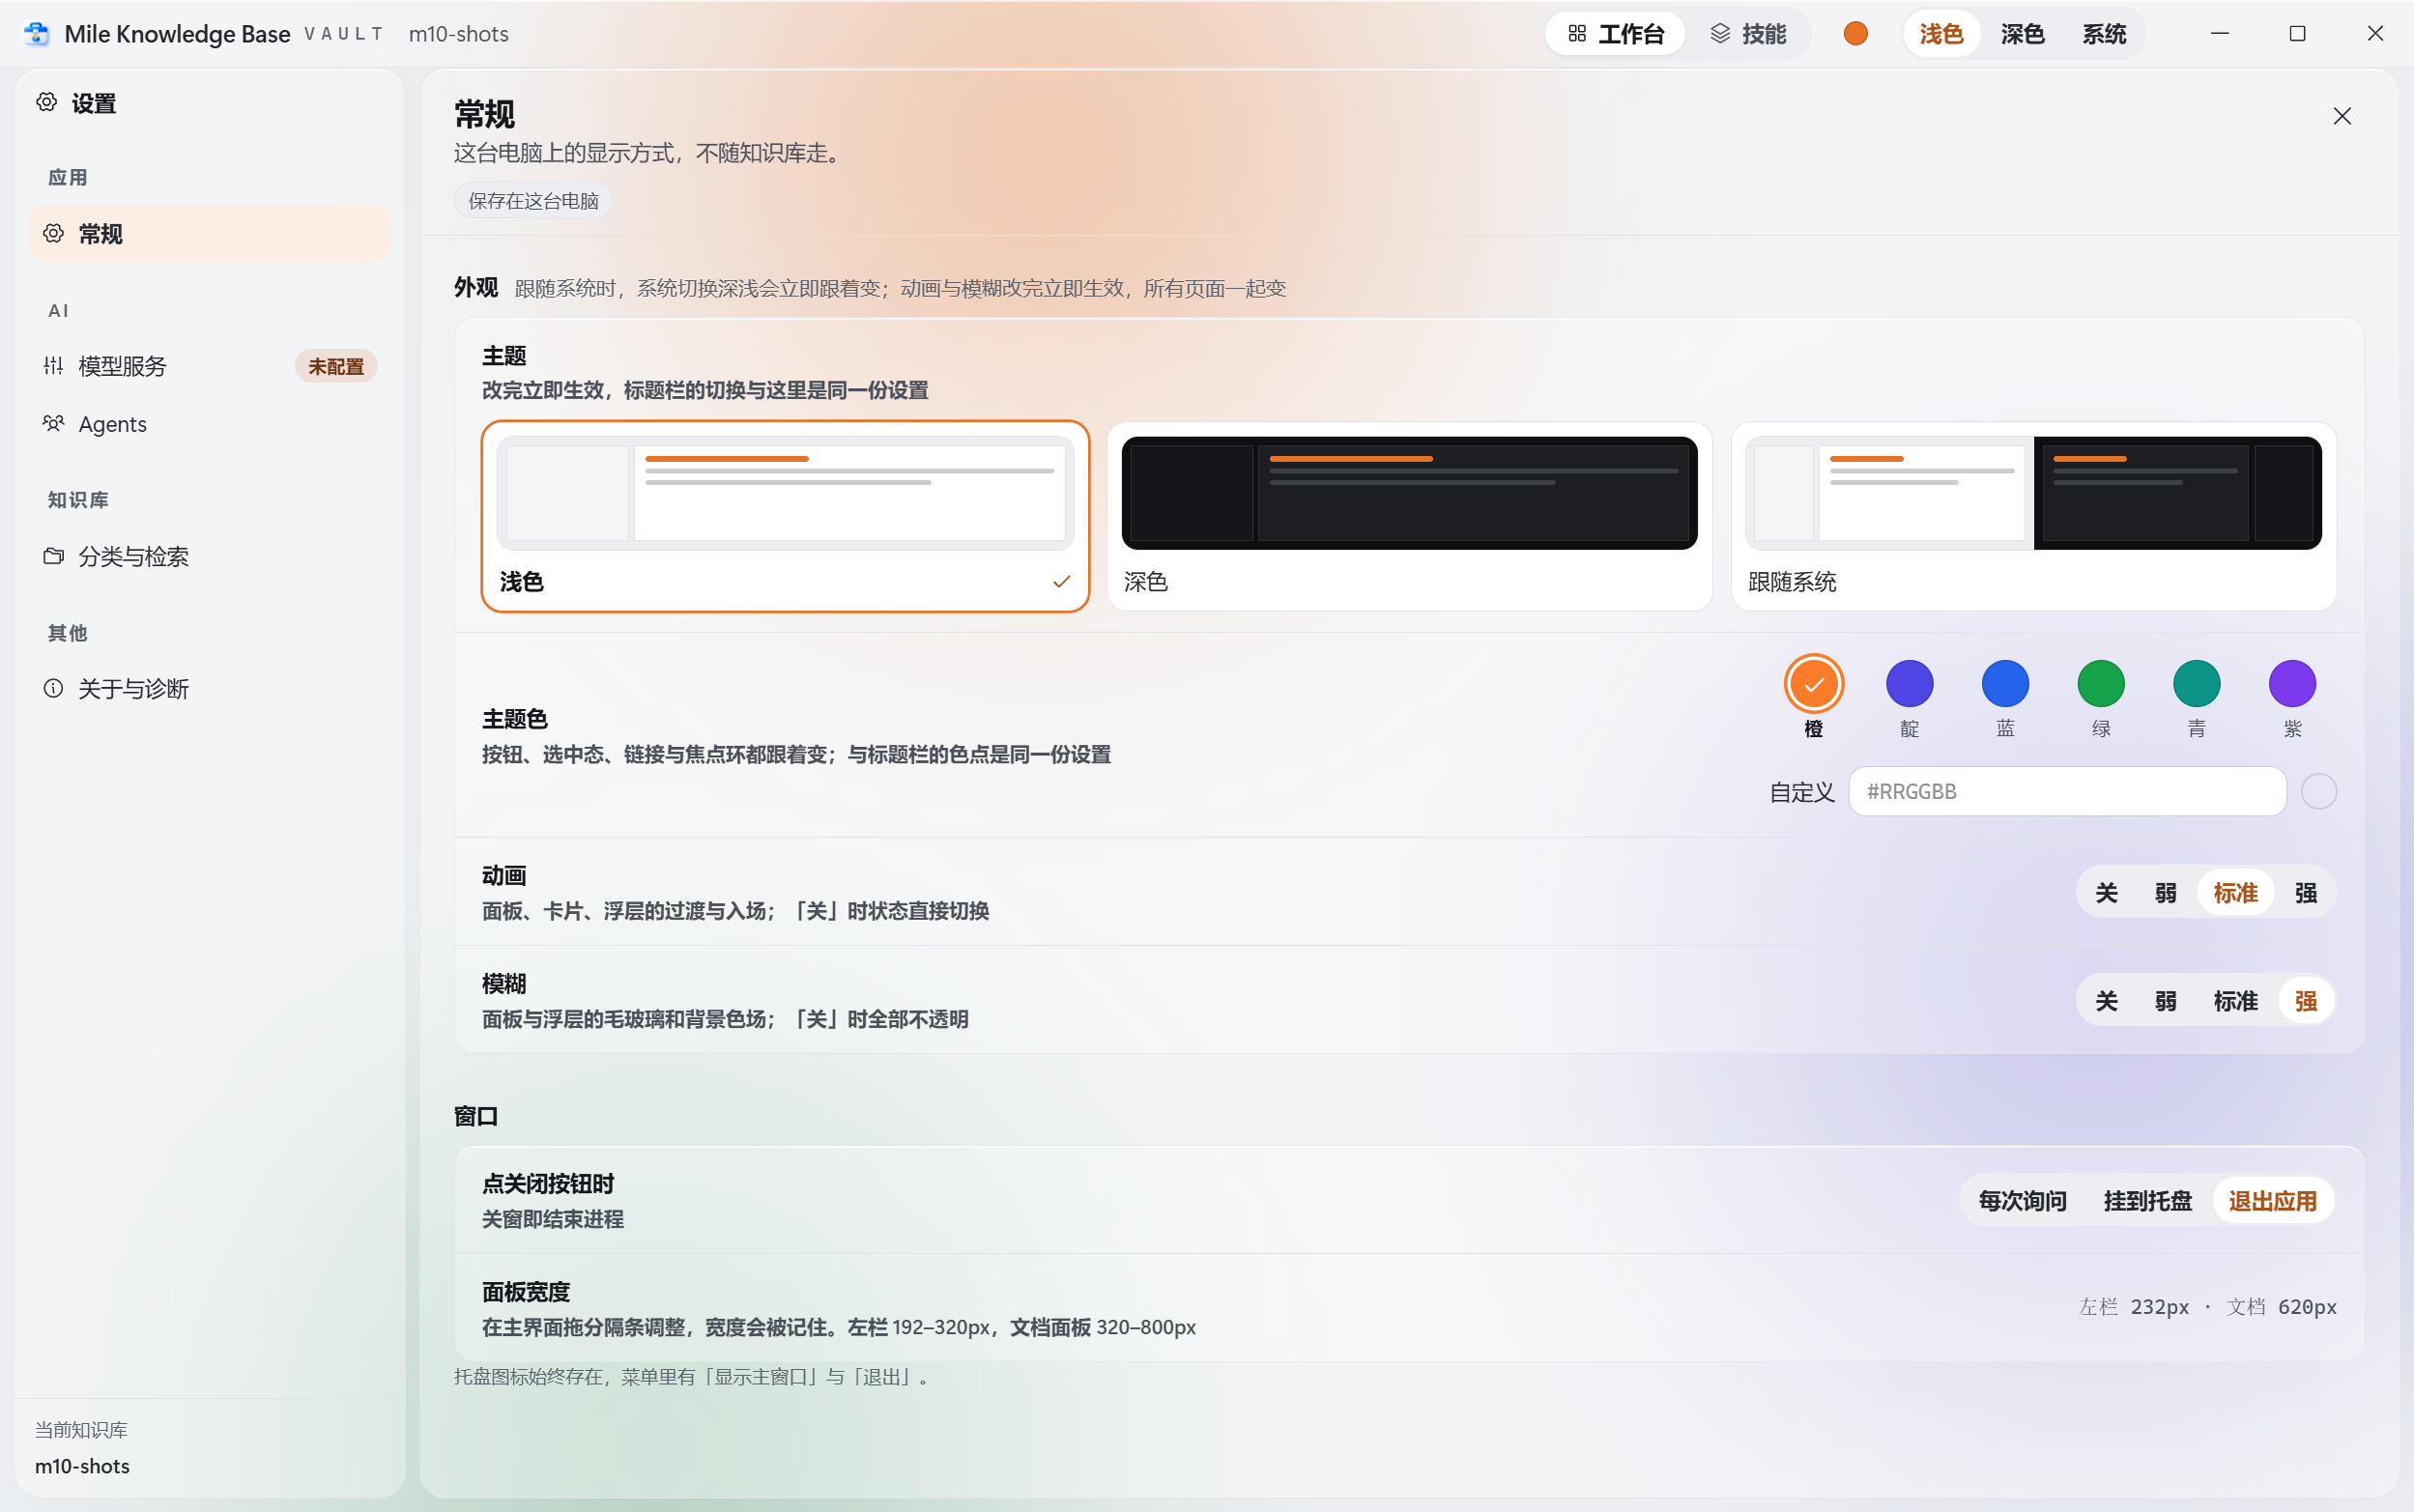 Mile Knowledge Base VAULT m10-shots
工作台 技能 浅色 深色 系统
设置
应用
常规
AI
模型服务 未配置
Agents
知识库
分类与检索
其他
关于与诊断
当前知识库
m10-shots
常规
这台电脑上的显示方式，不随知识库走。
保存在这台电脑
外观 跟随系统时，系统切换深浅会立即跟着变；动画与模糊改完立即生效，所有页面一起变
主题
改完立即生效，标题栏的切换与这里是同一份设置
浅色 深色 跟随系统
主题色
按钮、选中态、链接与焦点环都跟着变；与标题栏的色点是同一份设置
橙 靛 蓝 绿 青 紫
自定义 #RRGGBB
动画
面板、卡片、浮层的过渡与入场；「关」时状态直接切换
关 弱 标准 强
模糊
面板与浮层的毛玻璃和背景色场；「关」时全部不透明
关 弱 标准 强
窗口
点关闭按钮时
关窗即结束进程
每次询问 挂到托盘 退出应用
面板宽度
在主界面拖分隔条调整，宽度会被记住。左栏 192–320px，文档面板 320–800px
左栏 232px · 文档 620px
托盘图标始终存在，菜单里有「显示主窗口」与「退出」。